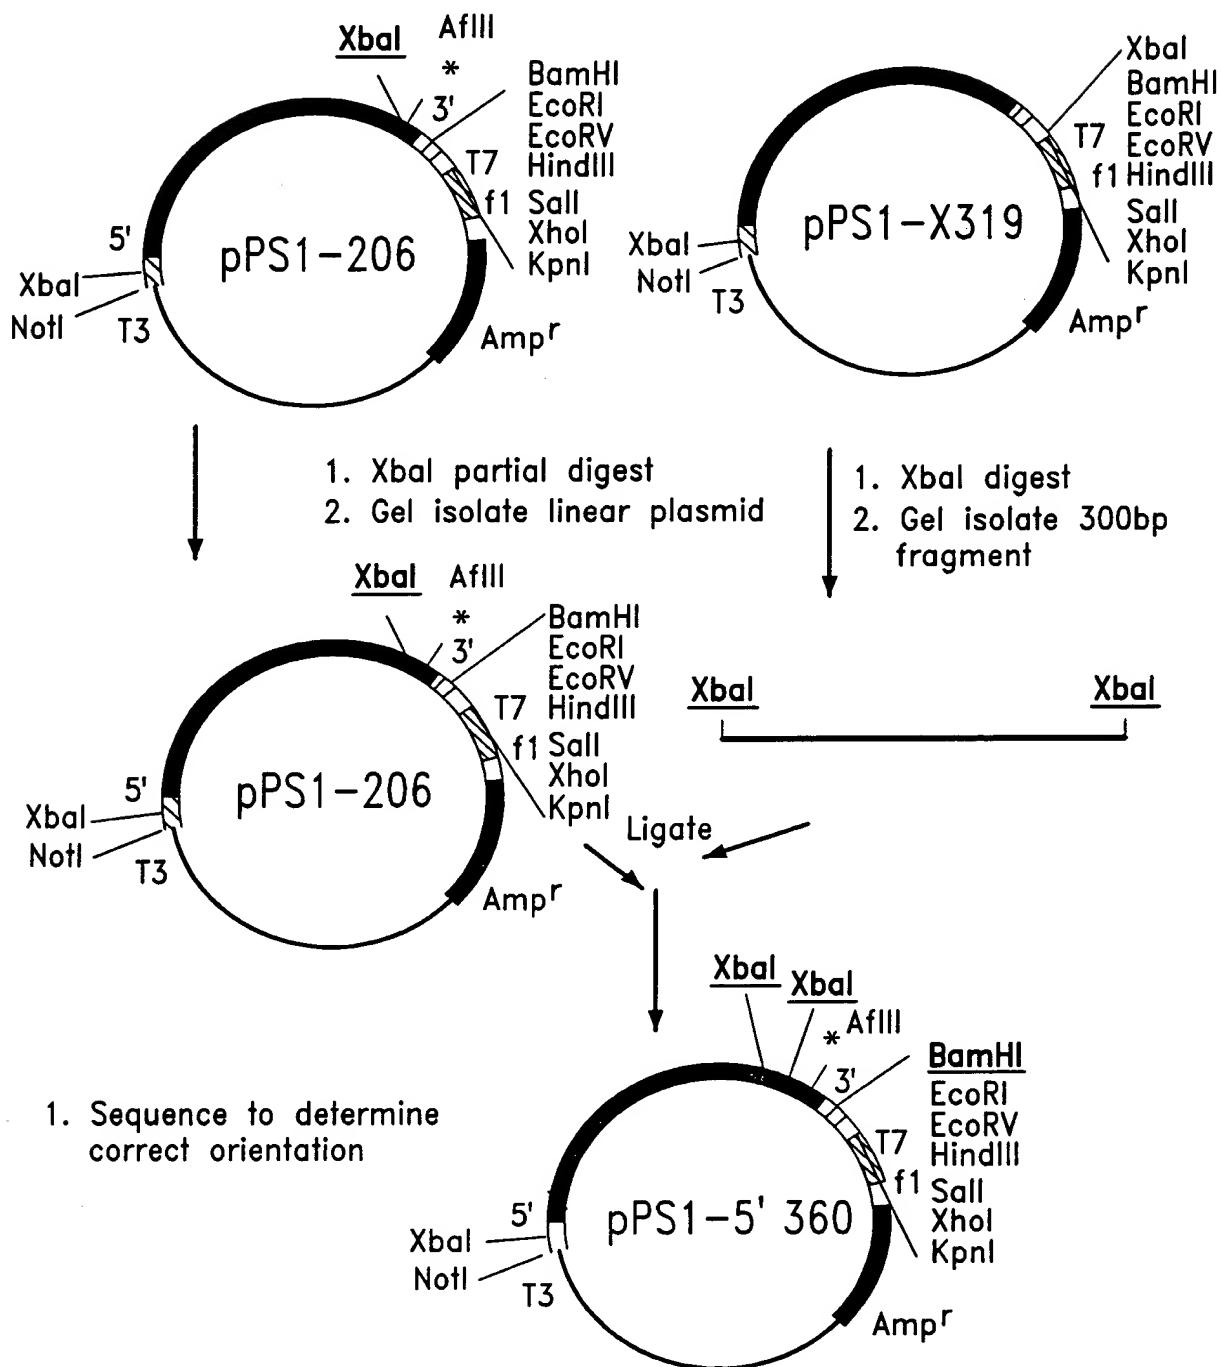 XbaI
AflII
*
3'
BamHI
EcoRI
EcoRV
HindIII
T7
f1
SalI
XhoI
KpnI
5'
pPS1-206
XbaI
NotI
T3
Ampr
XbaI
BamHI
EcoRI
EcoRV
HindIII
T7
f1
SalI
XhoI
KpnI
pPS1-X319
XbaI
NotI
T3
Ampr
1. XbaI partial digest
2. Gel isolate linear plasmid
1. XbaI digest
2. Gel isolate 300bp
fragment
XbaI
AflII
*
3'
BamHI
EcoRI
EcoRV
HindIII
T7
f1
SalI
XhoI
KpnI
5'
pPS1-206
XbaI
NotI
T3
Ampr
XbaI
XbaI
Ligate
XbaI
XbaI
*
AflII
3'
BamHI
EcoRI
EcoRV
HindIII
T7
f1
SalI
XhoI
KpnI
1. Sequence to determine
correct orientation
5'
pPS1-5' 360
XbaI
NotI
T3
Ampr